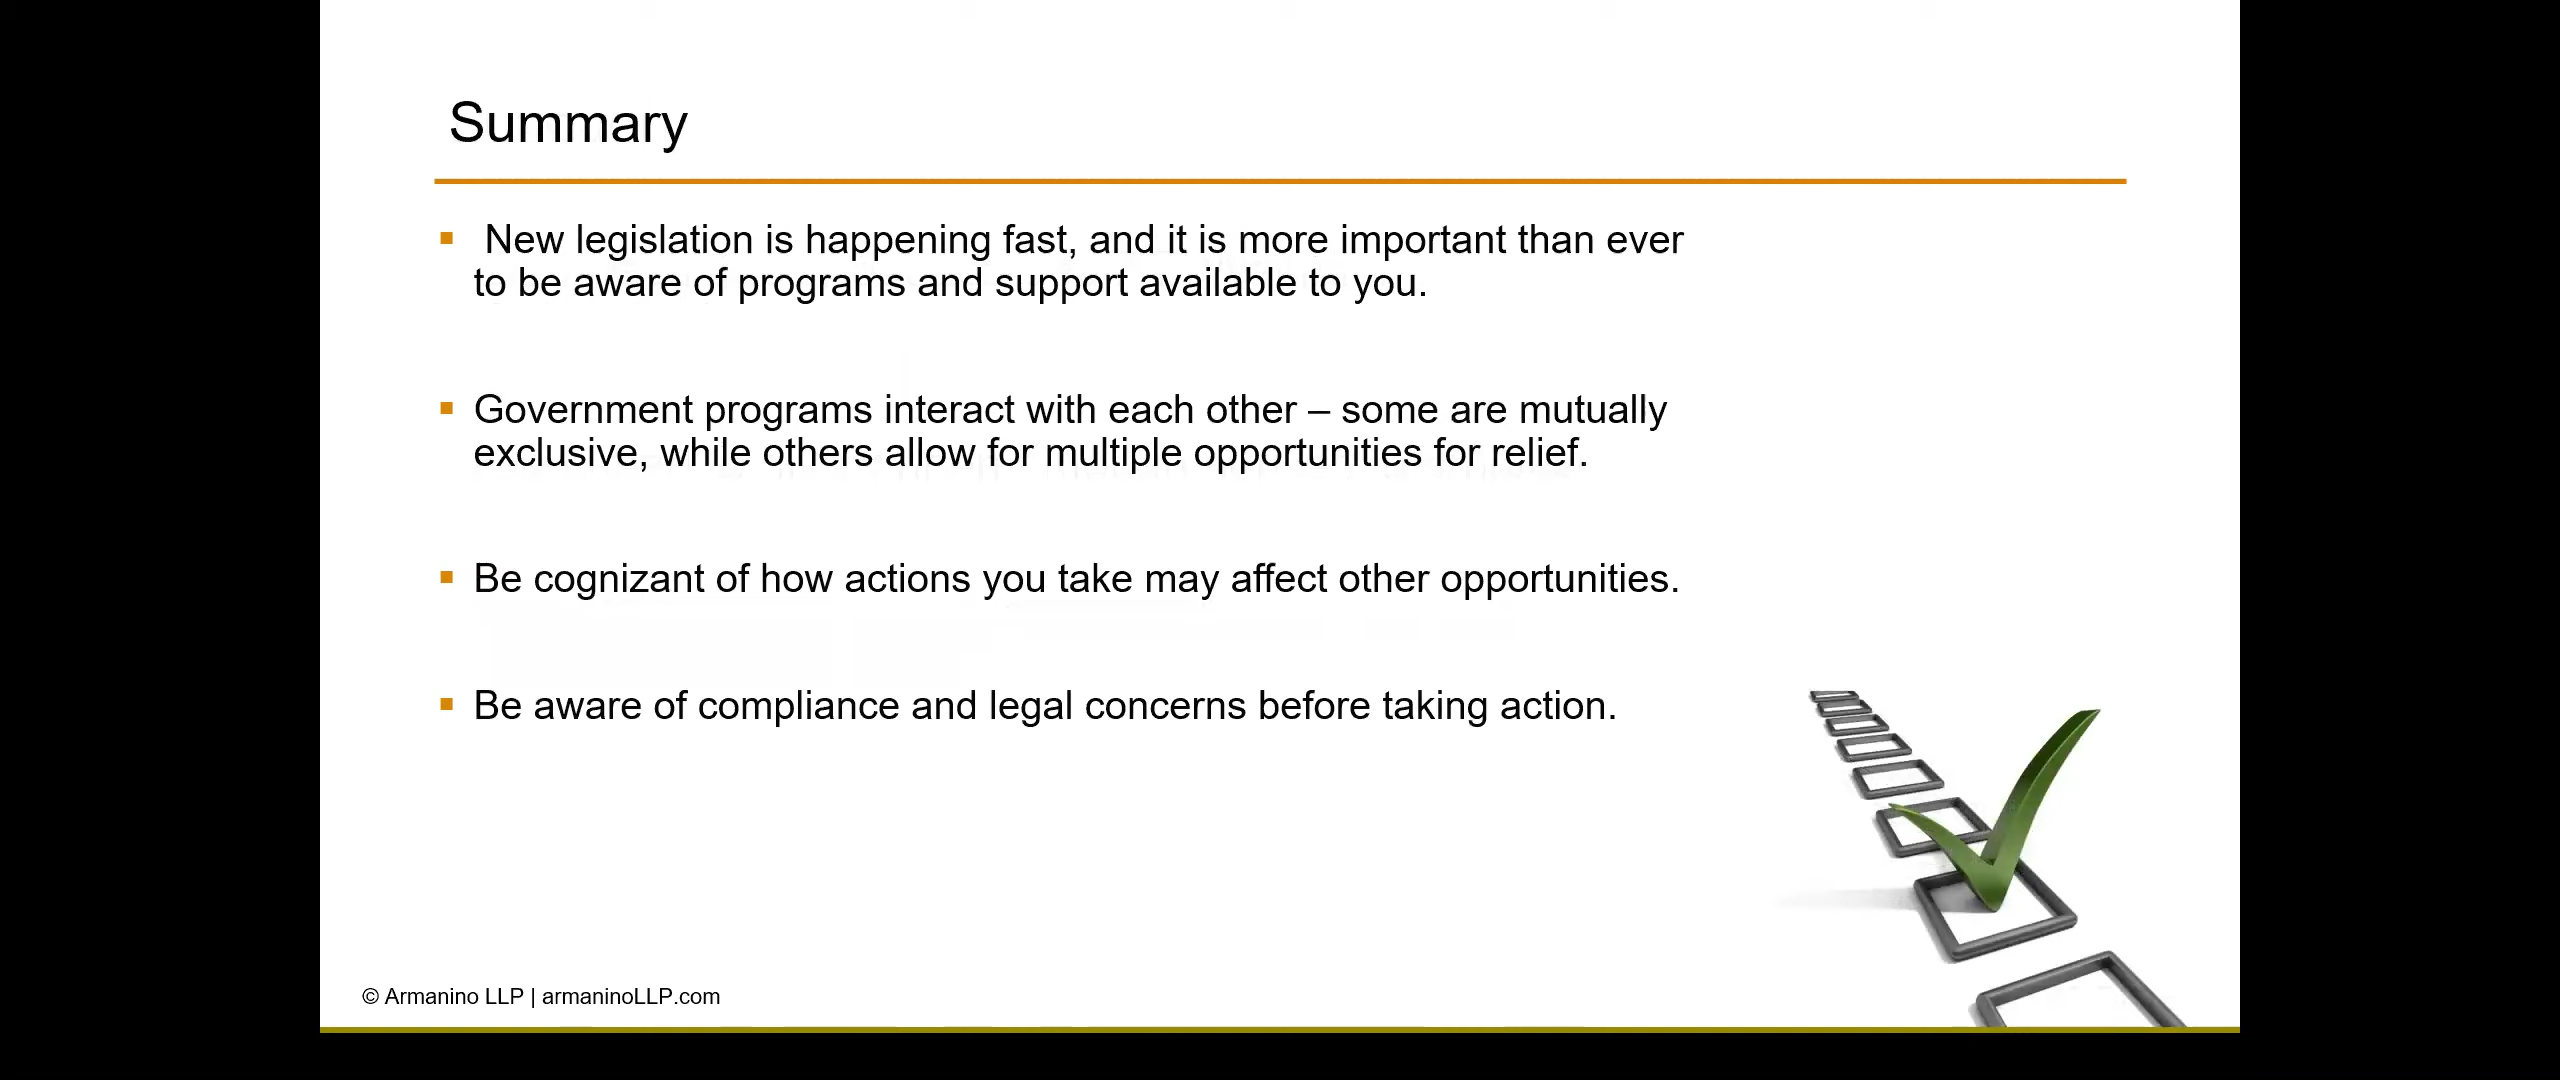 Summary
New legislation is happening fast, and it is more important than ever
to be aware of programs and support available to you.
Government programs interact with each other – some are mutually
exclusive, while others allow for multiple opportunities for relief.
Be cognizant of how actions you take may affect other opportunities.
Be aware of compliance and legal concerns before taking action.
© Armanino LLP | armaninoLLP.com